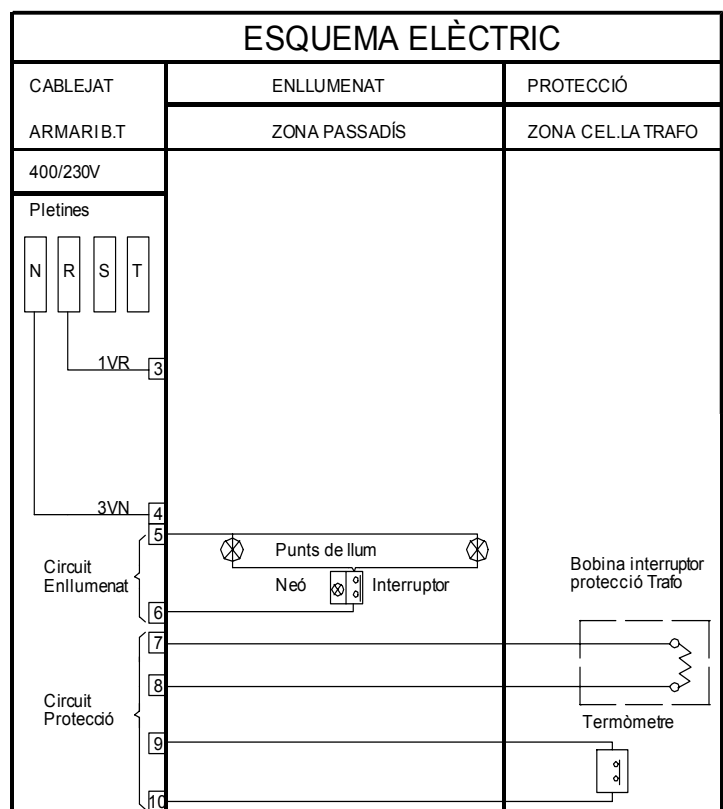 ESQUEMA ELÈCTRIC
CABLEJAT ENLLUMENAT PROTECCIÓ
ARMARI B.T ZONA PASSADÍS ZONA CEL.LA TRAFO
400/230V
Pletines
N R S T
1VR 3
3VN 4
5
Punts de llum
Circuit
Enllumenat
Neó Interruptor
Bobina interruptor
protecció Trafo
6
7
8
Circuit
Protecció
Termòmetre
9
10